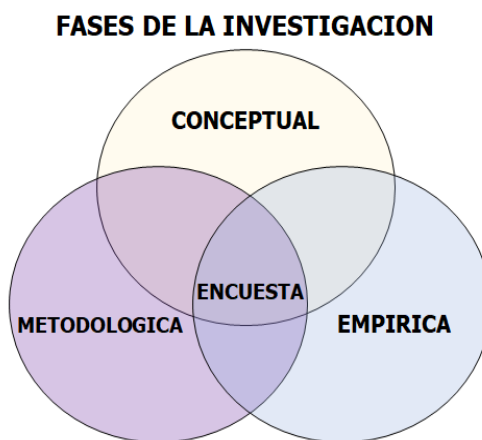 FASES DE LA INVESTIGACION
CONCEPTUAL
ENCUESTA
METODOLOGICA
EMPIRICA